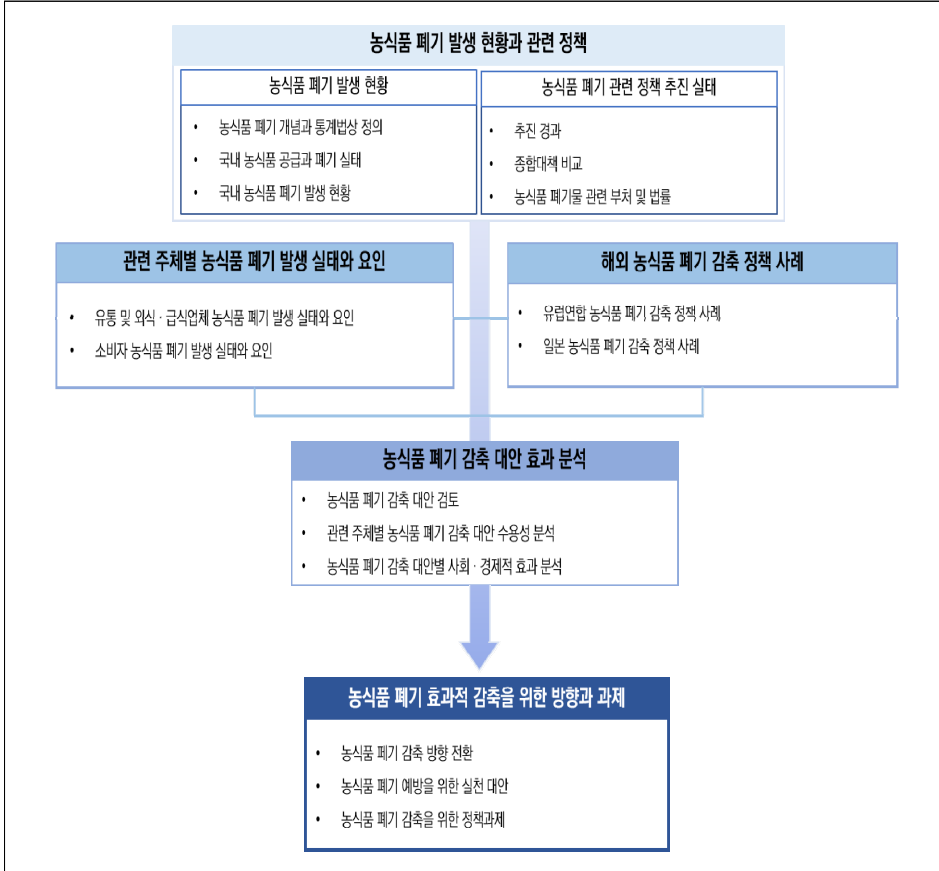 농식품 폐기 발생 현황과 관련 정책
농식품 폐기 발생 현황
• 농식품 폐기 개념과 통계법상 정의
• 국내 농식품 공급과 폐기 실태
• 국내 농식품 폐기 발생 현황
농식품 폐기 관련 정책 추진 실태
• 추진 경과
• 종합대책 비교
• 농식품 폐기물 관련 부처 및 법률
관련 주체별 농식품 폐기 발생 실태와 요인
• 유통 및 외식 · 급식업체 농식품 폐기 발생 실태와 요인
• 소비자 농식품 폐기 발생 실태와 요인
해외 농식품 폐기 감축 정책 사례
• 유럽연합 농식품 폐기 감축 정책 사례
• 일본 농식품 폐기 감축 정책 사례
농식품 폐기 감축 대안 효과 분석
• 농식품 폐기 감축 대안 검토
• 관련 주체별 농식품 폐기 감축 대안 수용성 분석
• 농식품 폐기 감축 대안별 사회 · 경제적 효과 분석
농식품 폐기 효과적 감축을 위한 방향과 과제
• 농식품 폐기 감축 방향 전환
• 농식품 폐기 예방을 위한 실천 대안
• 농식품 폐기 감축을 위한 정책과제